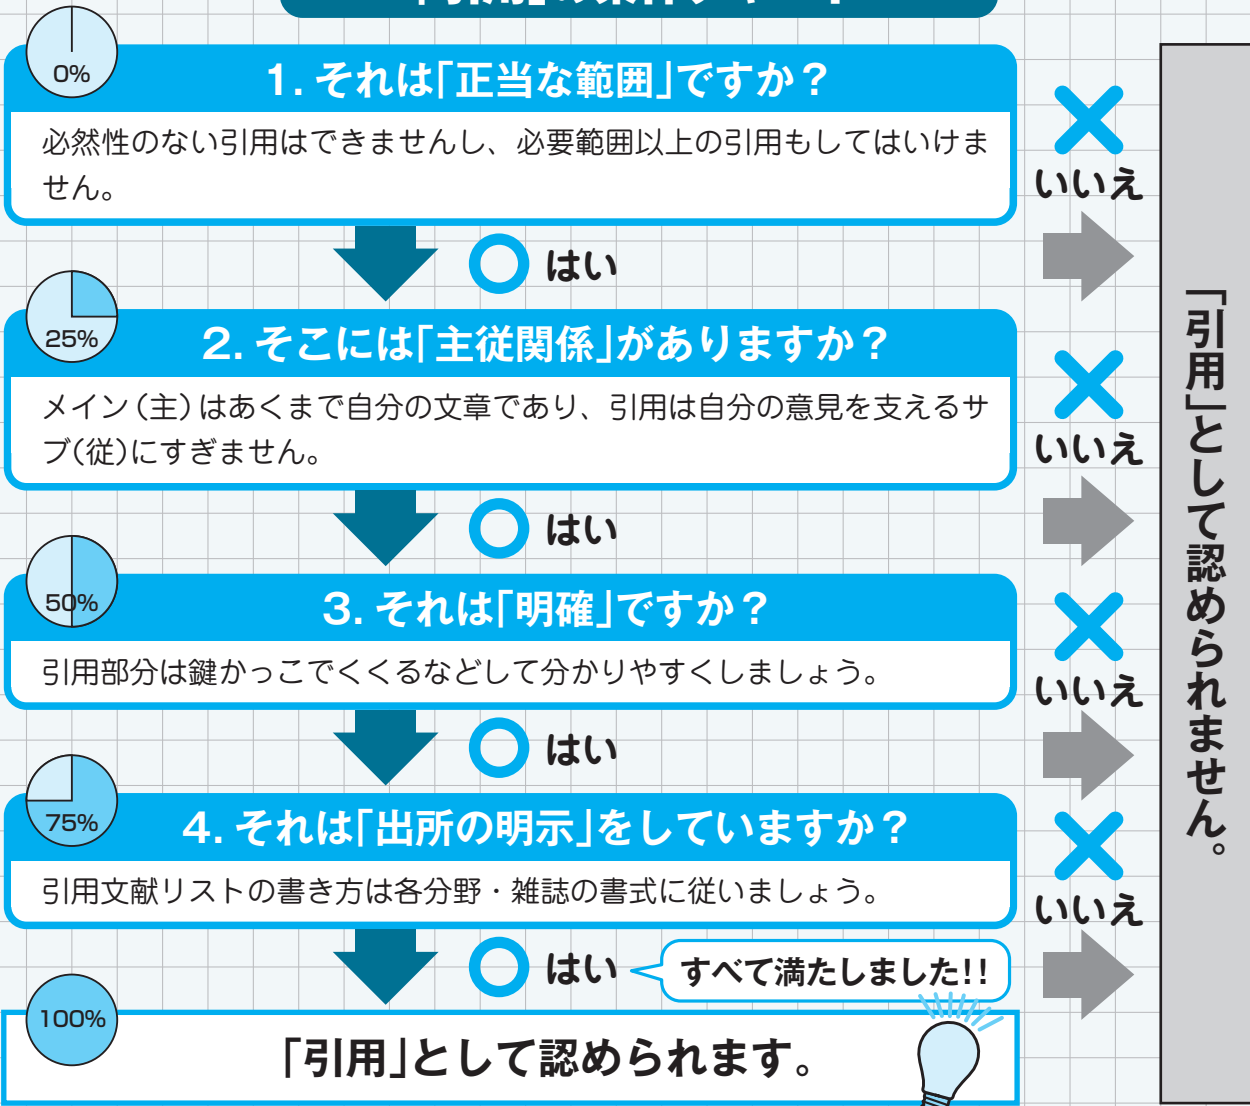 0%
1. それは「正当な範囲」ですか？
必然性のない引用はできませんし、必要範囲以上の引用もしてはいけま
せん。
いいえ
はい
25%
2. そこには「主従関係」がありますか？
メイン（主）はあくまで自分の文章であり、引用は自分の意見を支えるサ
ブ(従)にすぎません。
いいえ
はい
50%
3. それは「明確」ですか？
引用部分は鍵かっこでくくるなどして分かりやすくしましょう。
いいえ
はい
75%
4. それは「出所の明示」をしていますか？
引用文献リストの書き方は各分野・雑誌の書式に従いましょう。
いいえ
はい
すべて満たしました!!
100%
「引用」として認められます。
「引用」として認められません。